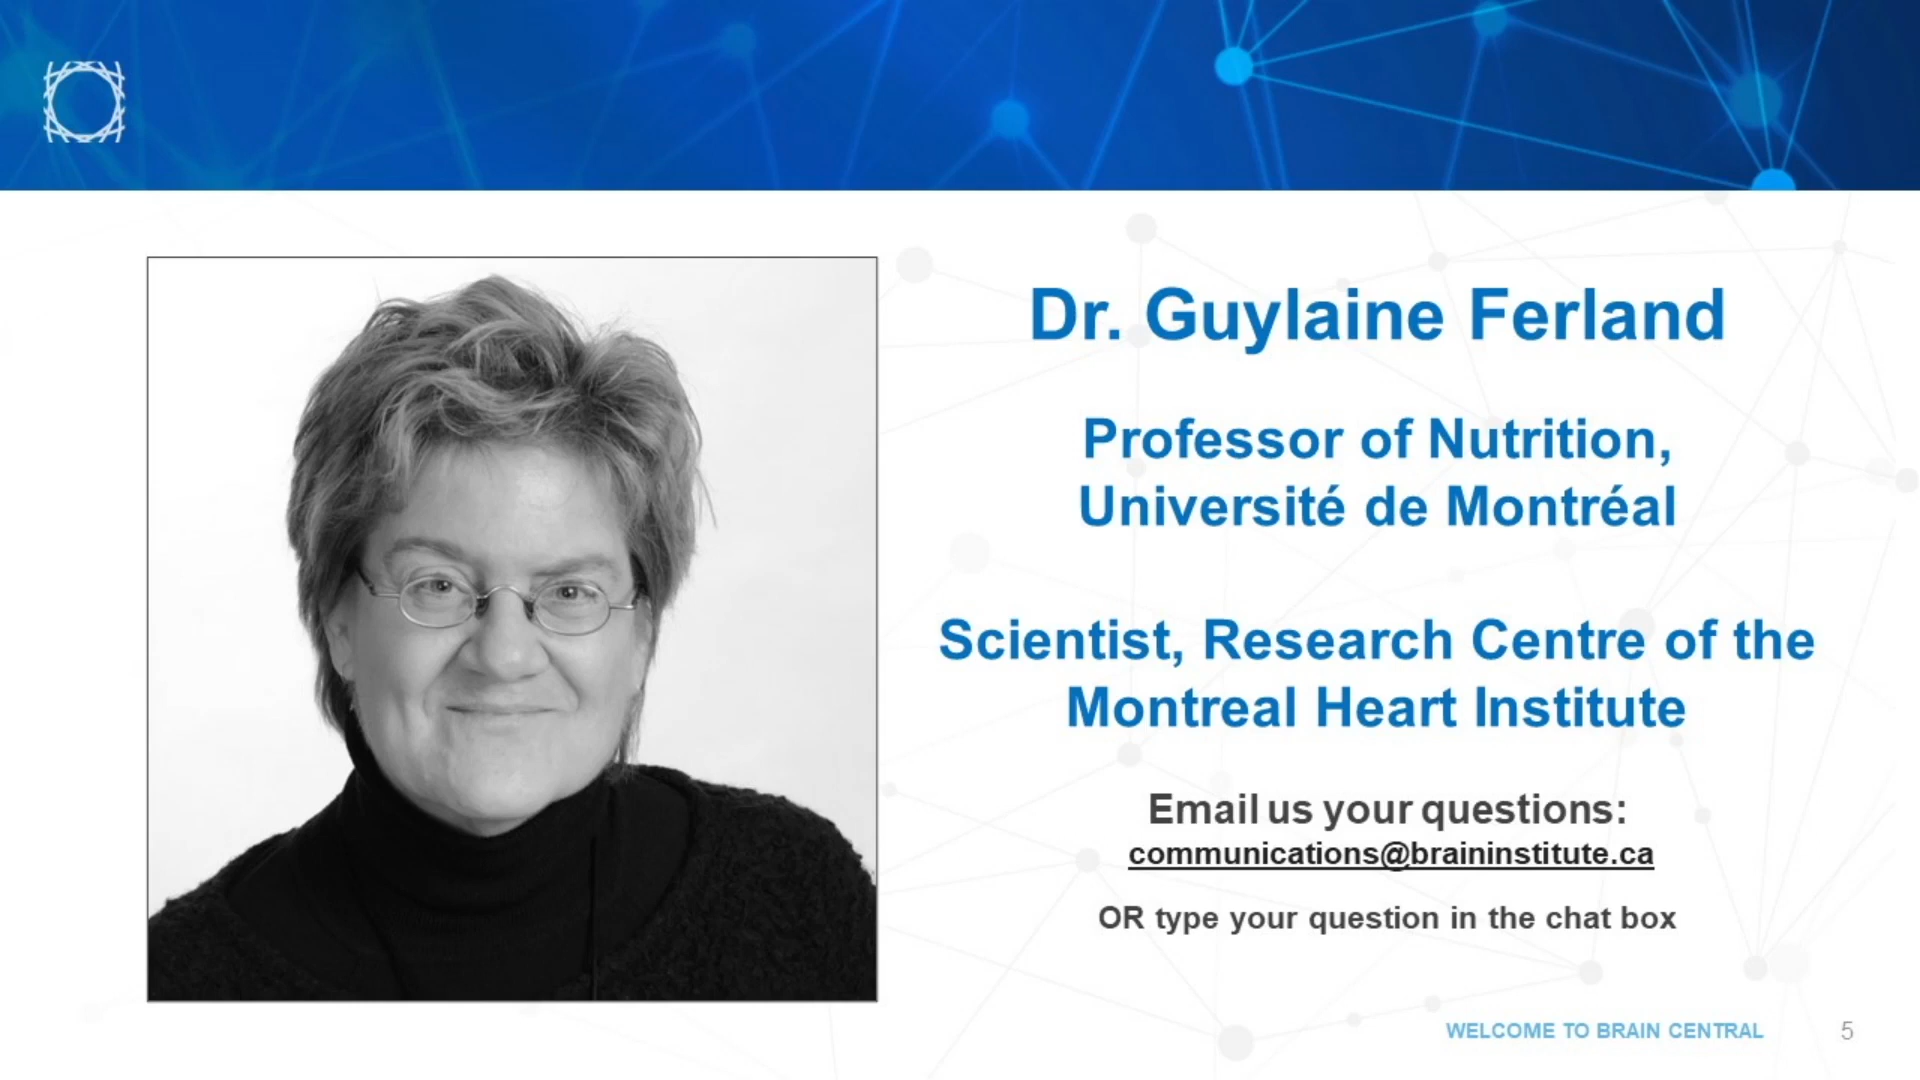 Dr. Guylaine Ferland
Professor of Nutrition,
Université de Montréal
Scientist, Research Centre of the
Montreal Heart Institute
Email us your questions:
communications@braininstitute.ca
OR type your question in the chat box
WELCOME TO BRAIN CENTRAL
5